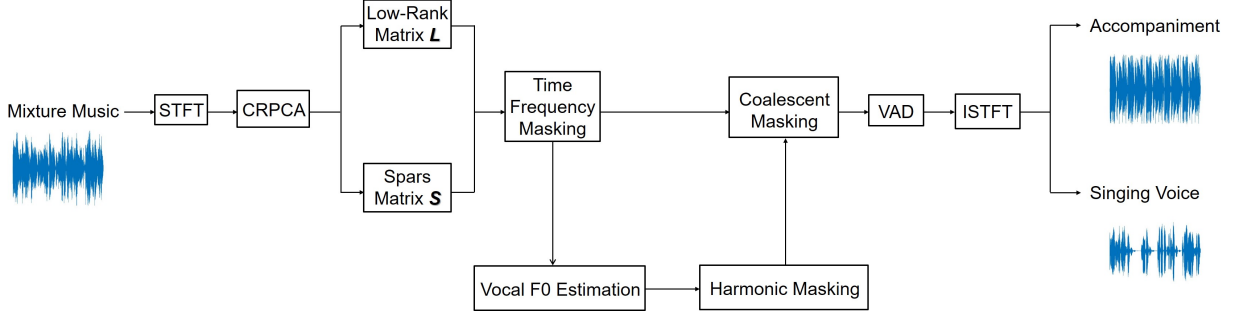 Mixture Music
STFT
CRPCA
Low-Rank
Matrix L
Spars
Matrix S
Time
Frequency
Masking
Vocal F0 Estimation
Harmonic Masking
Coalescent
Masking
VAD
ISTFT
Accompaniment
Singing Voice